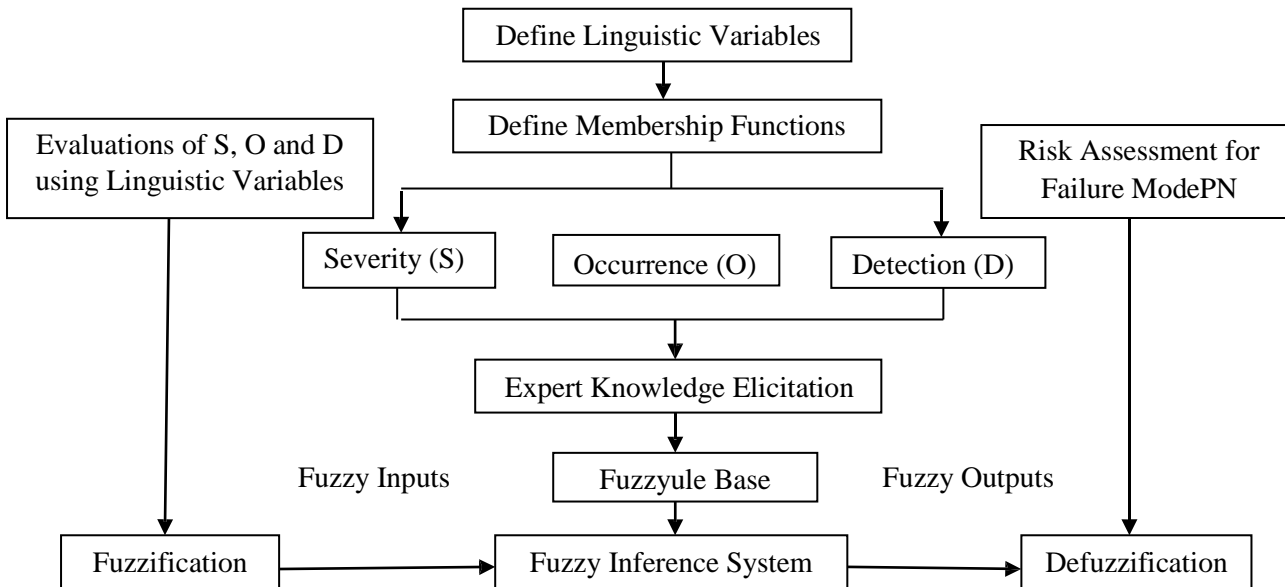 Define Linguistic Variables
Define Membership Functions
Evaluations of S, O and D
using Linguistic Variables
Risk Assessment for
Failure ModePN
Severity (S)
Occurrence (O)
Detection (D)
Expert Knowledge Elicitation
Fuzzy Inputs
Fuzzyule Base
Fuzzy Outputs
Fuzzification
Fuzzy Inference System
Defuzzification